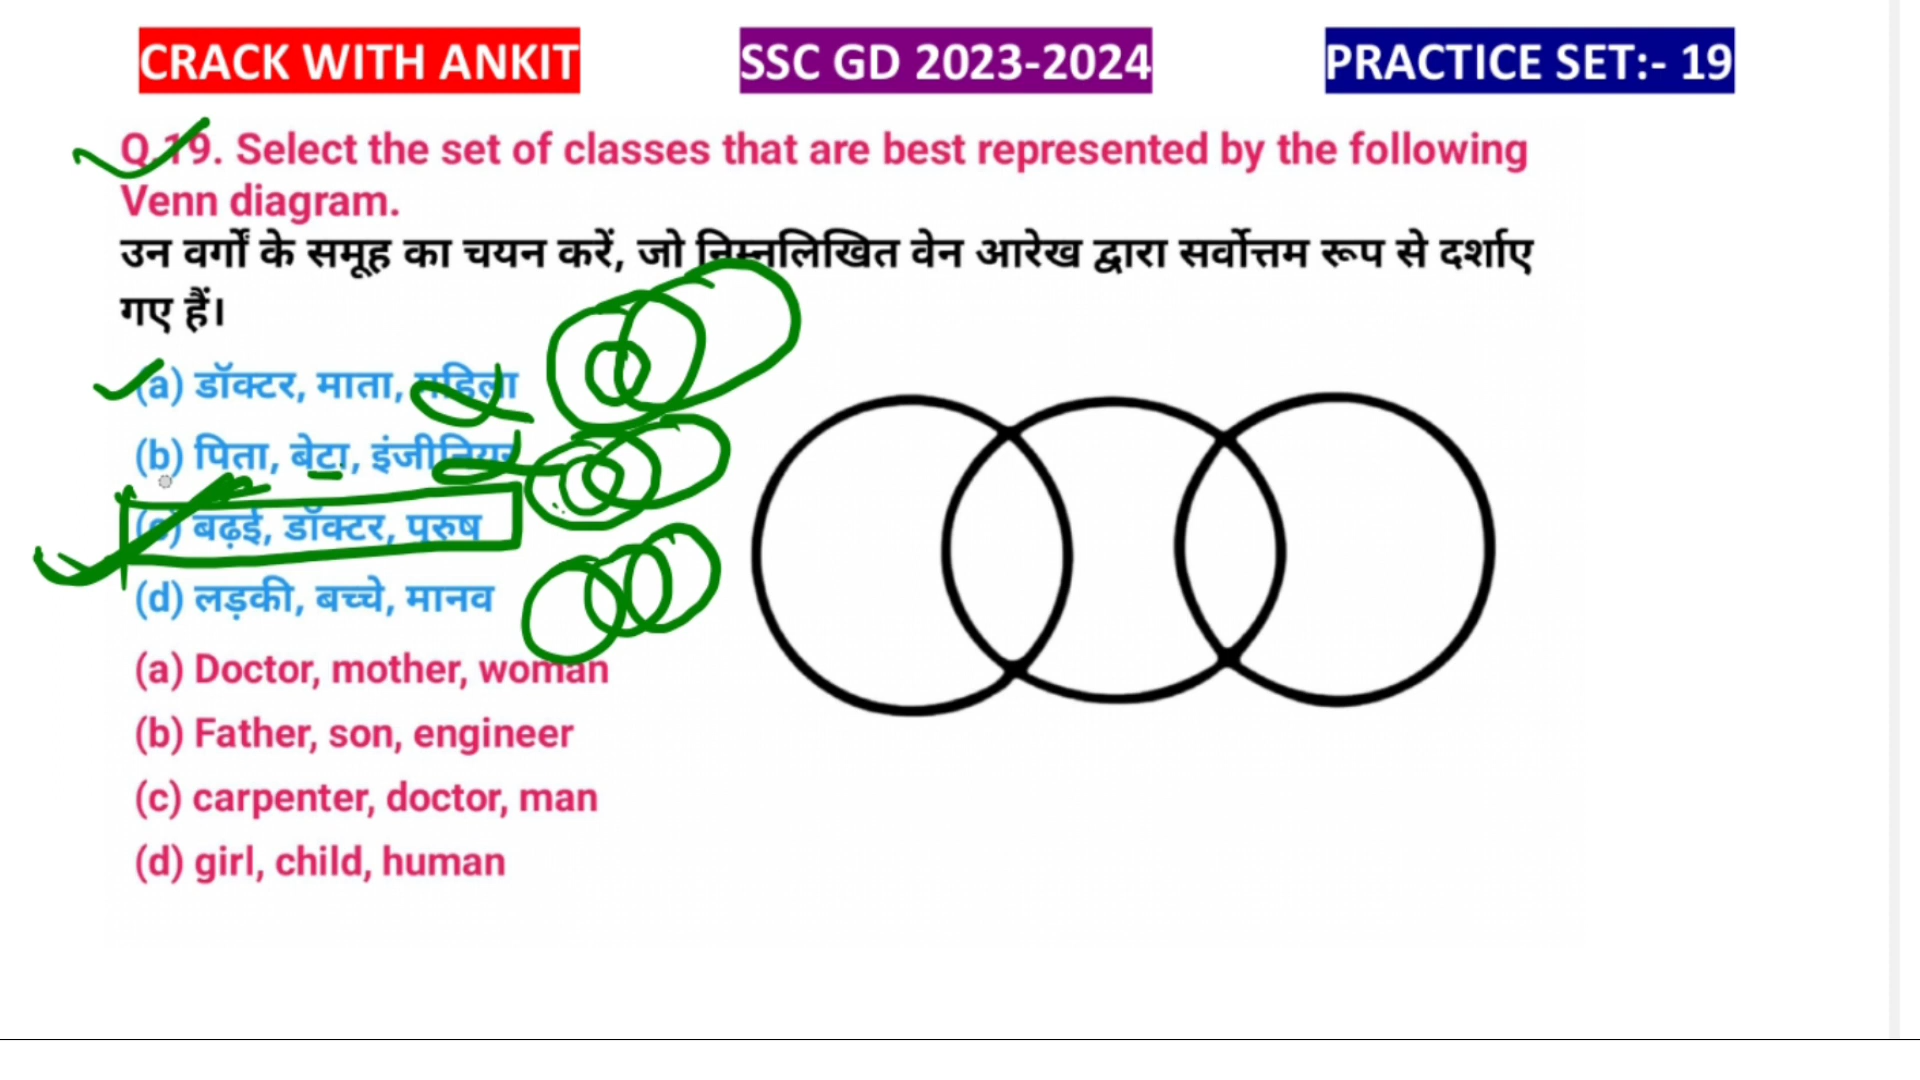 CRACK WITH ANKIT SSC GD 2023-2024 PRACTICE SET:- 19
Q.19. Select the set of classes that are best represented by the following
Venn diagram.
उन वर्गों के समूह का चयन करें, जो निम्नलिखित वेन आरेख द्वारा सर्वोत्तम रूप से दर्शाए
गए हैं।
(a) डॉक्टर, माता, महिला
(b) पिता, बेटा, इंजीनियर
(c) बढ़ई, डॉक्टर, पुरुष
(d) लड़की, बच्चे, मानव
(a) Doctor, mother, woman
(b) Father, son, engineer
(c) carpenter, doctor, man
(d) girl, child, human